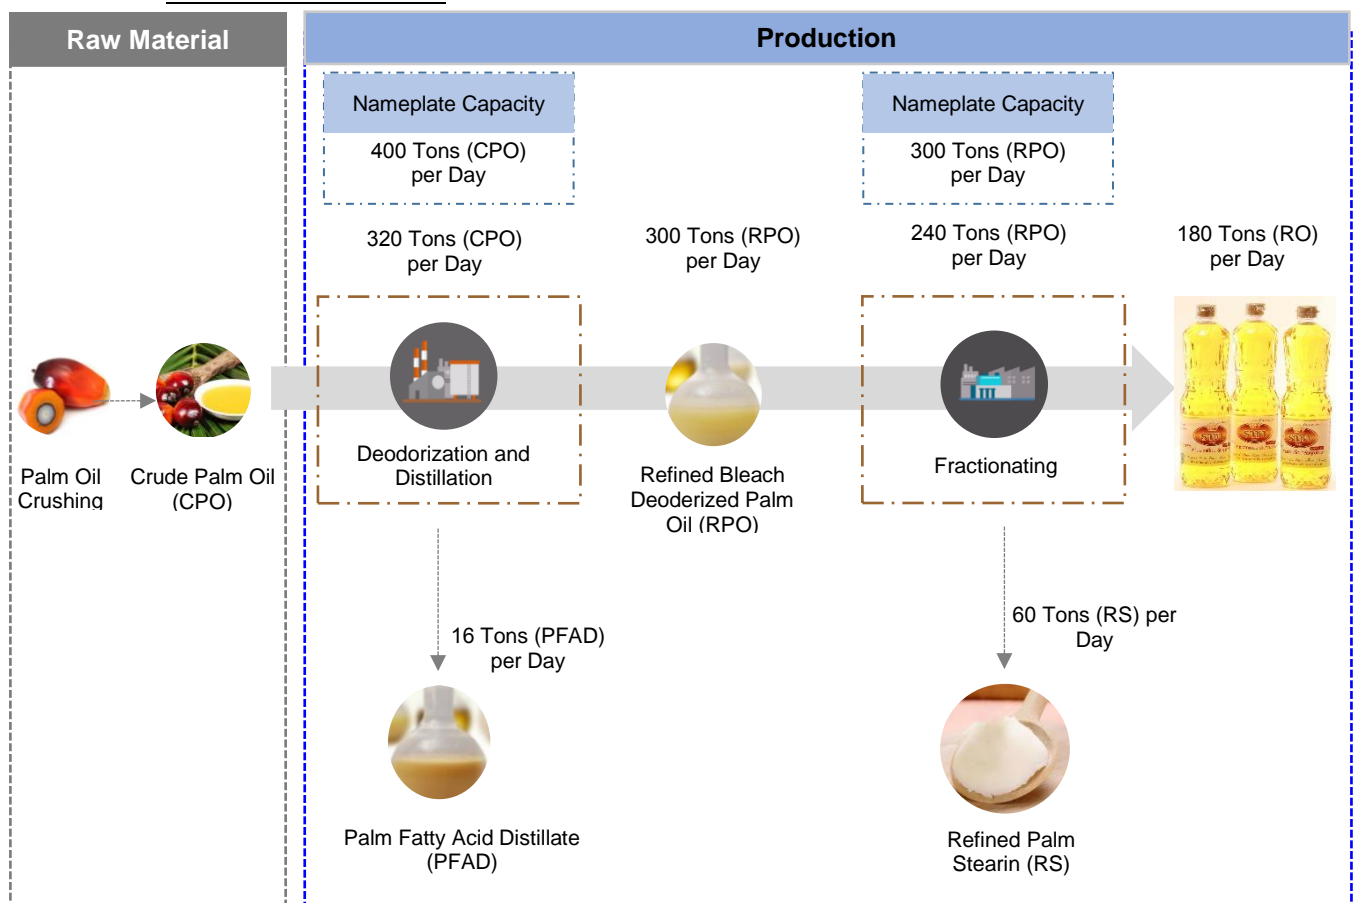 Raw Material
Production
Nameplate Capacity
400 Tons (CPO)
per Day
Nameplate Capacity
300 Tons (RPO)
per Day
320 Tons (CPO)
per Day
300 Tons (RPO)
per Day
240 Tons (RPO)
per Day
180 Tons (RO)
per Day
Palm Oil
Crushing
Crude Palm Oil
(CPO)
Deodorization and
Distillation
Refined Bleach
Deoderized Palm
Oil (RPO)
Fractionating
16 Tons (PFAD)
per Day
60 Tons (RS) per
Day
Palm Fatty Acid Distillate
(PFAD)
Refined Palm
Stearin (RS)